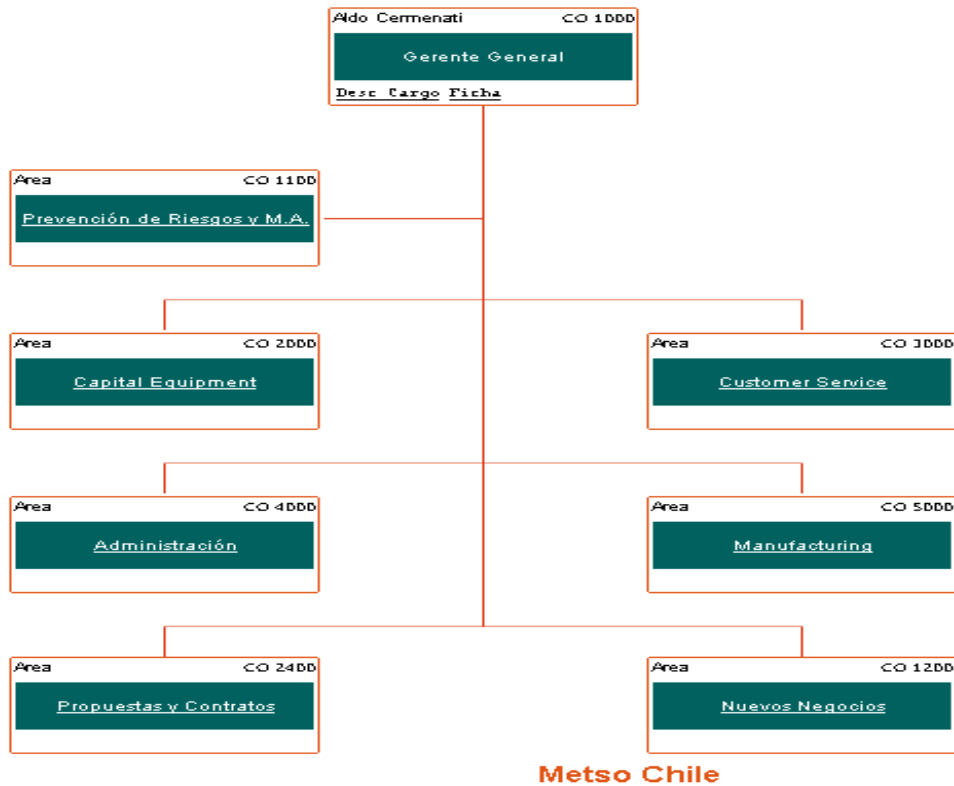 Aldo Cermenati CO 1000
Gerente General
Desc Cargo Ficha
Area CO 1100
Prevención de Riesgos y M.A.
Area CO 2000
Capital Equipment
Area CO 3000
Customer Service
Area CO 4000
Administración
Area CO 5000
Manufacturing
Area CO 2400
Propuestas y Contratos
Area CO 1200
Nuevos Negocios
Metso Chile